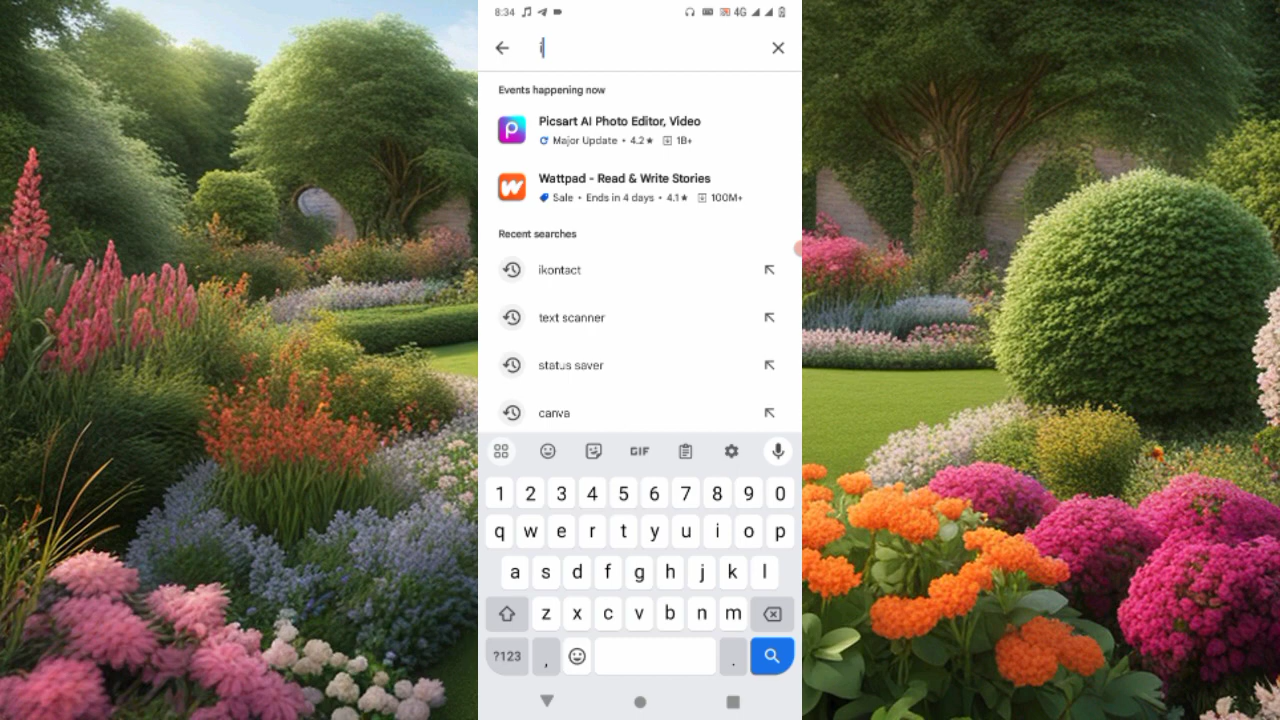 8:34 4G
i
Events happening now
Picsart AI Photo Editor, Video
Major Update • 4.2★ 1B+
Wattpad - Read & Write Stories
Sale • Ends in 4 days • 4.1★ 100M+
Recent searches
ikontact
text scanner
status saver
canva
GIF
1 2 3 4 5 6 7 8 9 0
q w e r t y u i o p
a s d f g h j k l
z x c v b n m
?123 , .